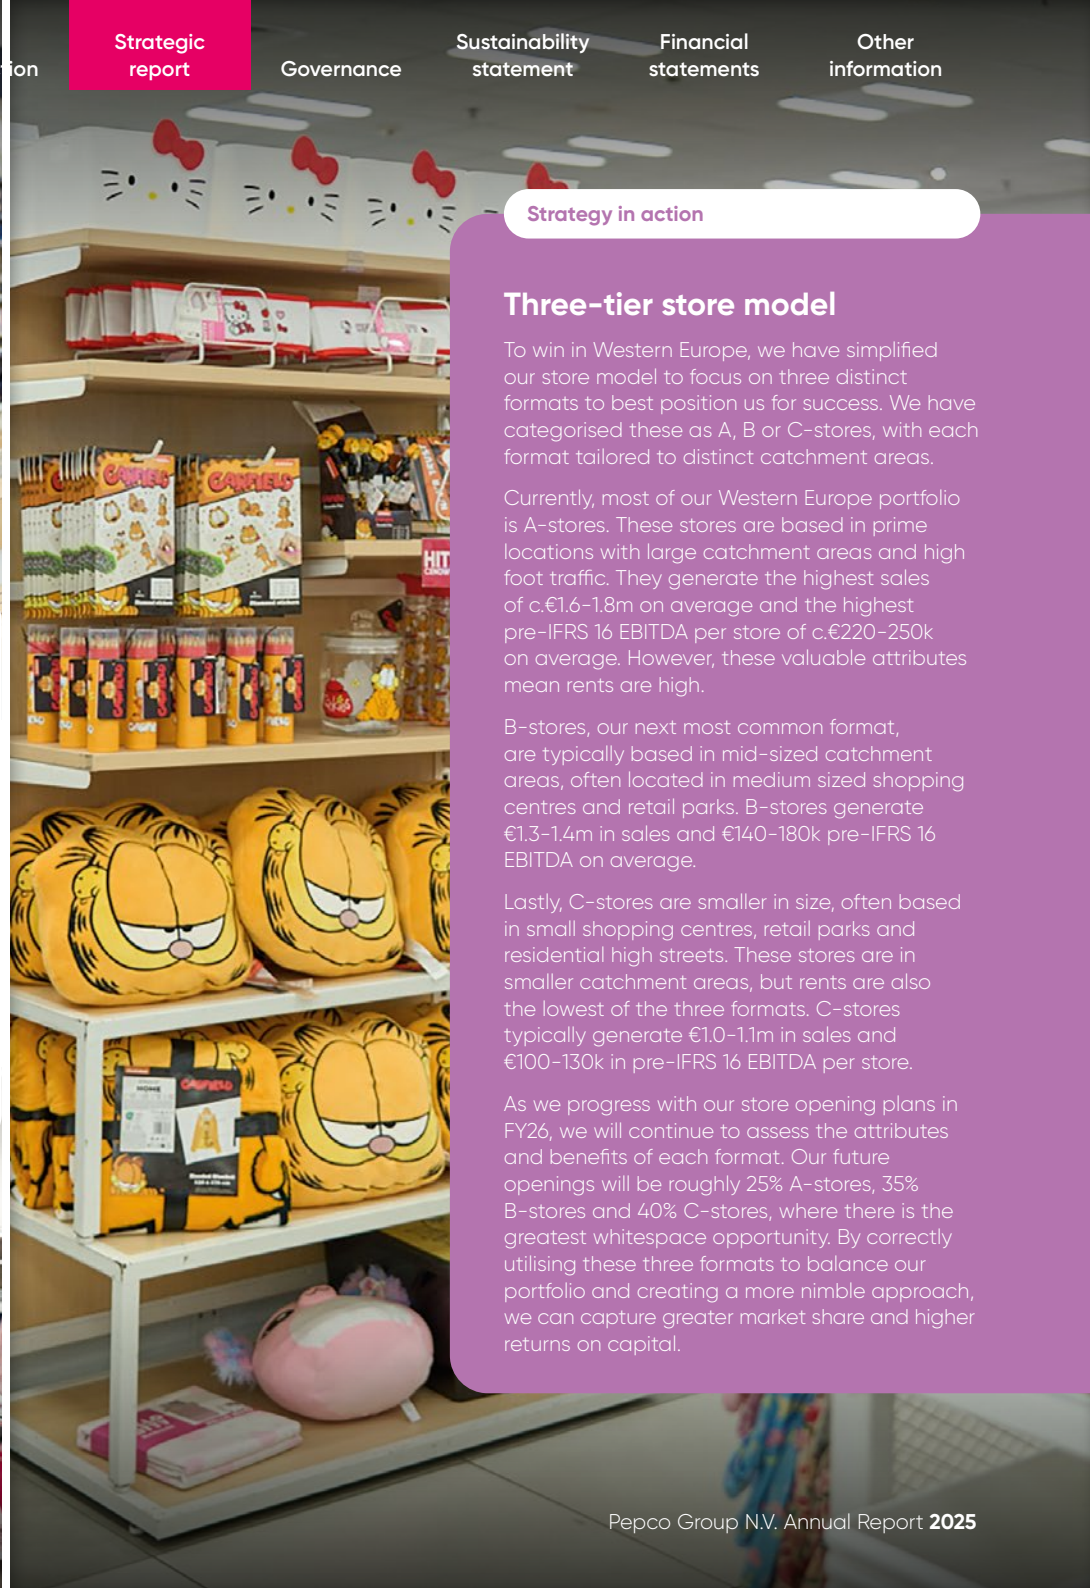 tion
Strategic
report
Governance
Sustainability
statement
Financial
statements
Other
information
Strategy in action
Three-tier store model
To win in Western Europe, we have simplified
our store model to focus on three distinct
formats to best position us for success. We have
categorised these as A, B or C-stores, with each
format tailored to distinct catchment areas.
Currently, most of our Western Europe portfolio
is A-stores. These stores are based in prime
locations with large catchment areas and high
foot traffic. They generate the highest sales
of c.€1.6-1.8m on average and the highest
pre-IFRS 16 EBITDA per store of c.€220-250k
on average. However, these valuable attributes
mean rents are high.
B-stores, our next most common format,
are typically based in mid-sized catchment
areas, often located in medium sized shopping
centres and retail parks. B-stores generate
€1.3-1.4m in sales and €140-180k pre-IFRS 16
EBITDA on average.
Lastly, C-stores are smaller in size, often based
in small shopping centres, retail parks and
residential high streets. These stores are in
smaller catchment areas, but rents are also
the lowest of the three formats. C-stores
typically generate €1.0-1.1m in sales and
€100-130k in pre-IFRS 16 EBITDA per store.
As we progress with our store opening plans in
FY26, we will continue to assess the attributes
and benefits of each format. Our future
openings will be roughly 25% A-stores, 35%
B-stores and 40% C-stores, where there is the
greatest whitespace opportunity. By correctly
utilising these three formats to balance our
portfolio and creating a more nimble approach,
we can capture greater market share and higher
returns on capital.
GARFIELD
GARFIELD
HIT
GARFIELD
HOME
Pepco Group N.V. Annual Report 2025